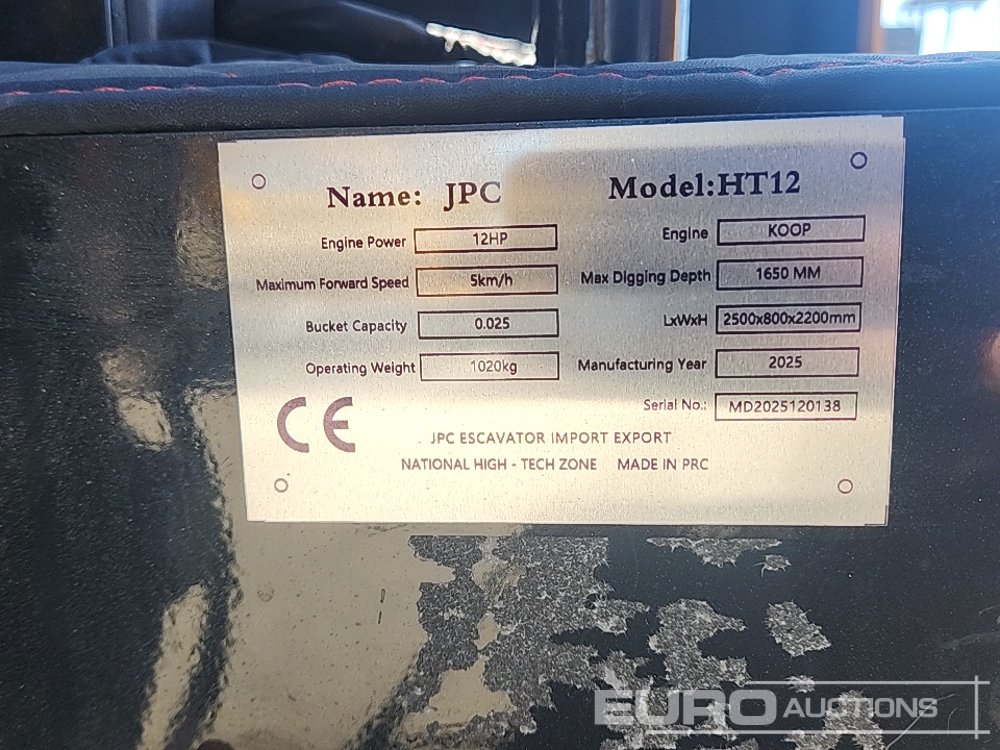 Name: JPC Model:HT12
Engine Power 12HP Engine KOOP
Maximum Forward Speed 5km/h Max Digging Depth 1650 MM
Bucket Capacity 0.025 LxWxH 2500x800x2200mm
Operating Weight 1020kg Manufacturing Year 2025
Serial No.: MD2025120138
CE
JPC ESCAVATOR IMPORT EXPORT
NATIONAL HIGH - TECH ZONE MADE IN PRC
EURO AUCTIONS